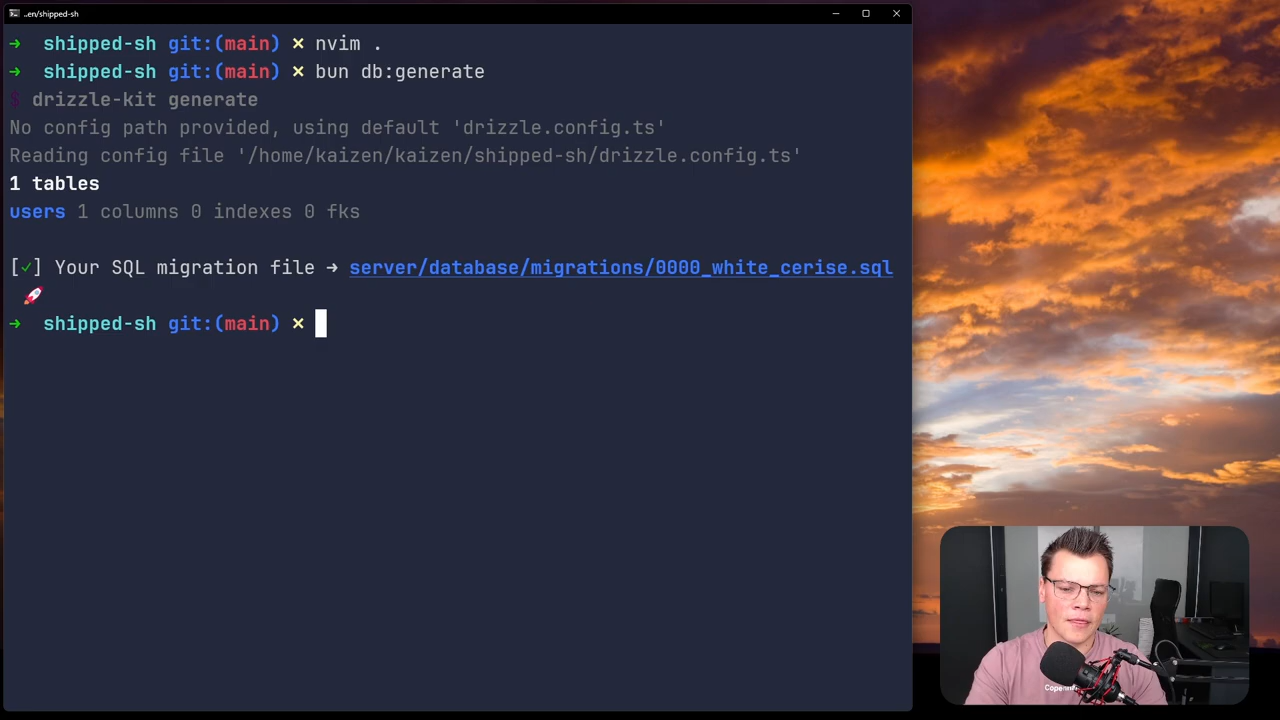 ..en/shipped-sh
➜ shipped-sh git:(main) × nvim .
➜ shipped-sh git:(main) × bun db:generate
$ drizzle-kit generate
No config path provided, using default 'drizzle.config.ts'
Reading config file '/home/kaizen/kaizen/shipped-sh/drizzle.config.ts'
1 tables
users 1 columns 0 indexes 0 fks
[✓] Your SQL migration file ➜ server/database/migrations/0000_white_cerise.sql
🚀
➜ shipped-sh git:(main) ×